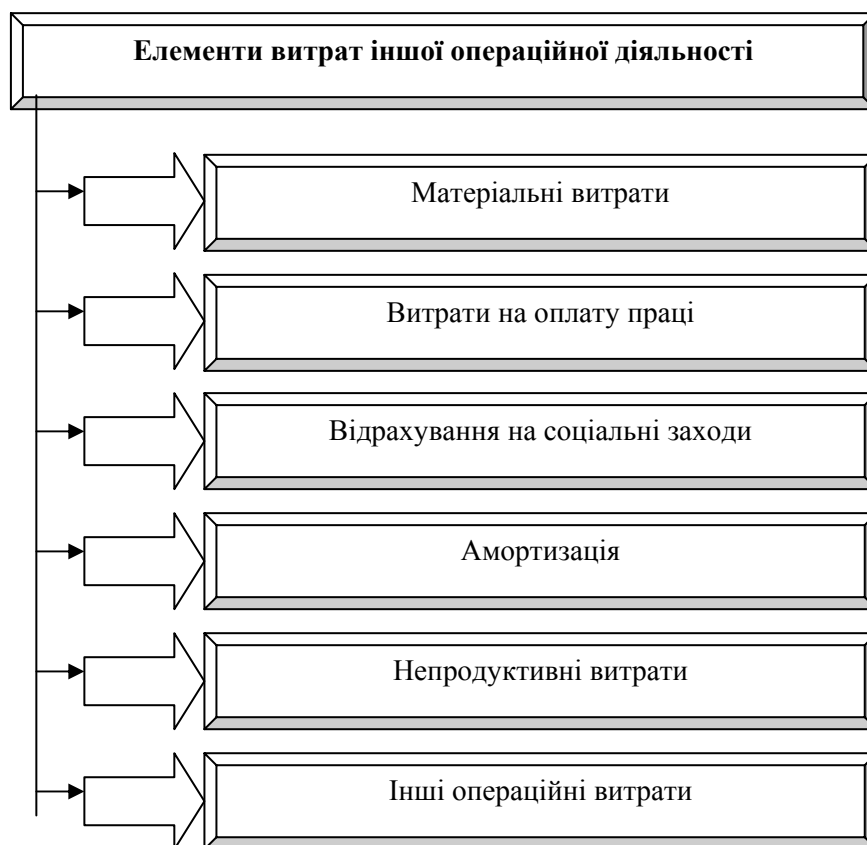 Елементи витрат іншої операційної діяльності
Матеріальні витрати
Витрати на оплату праці
Відрахування на соціальні заходи
Амортизація
Непродуктивні витрати
Інші операційні витрати